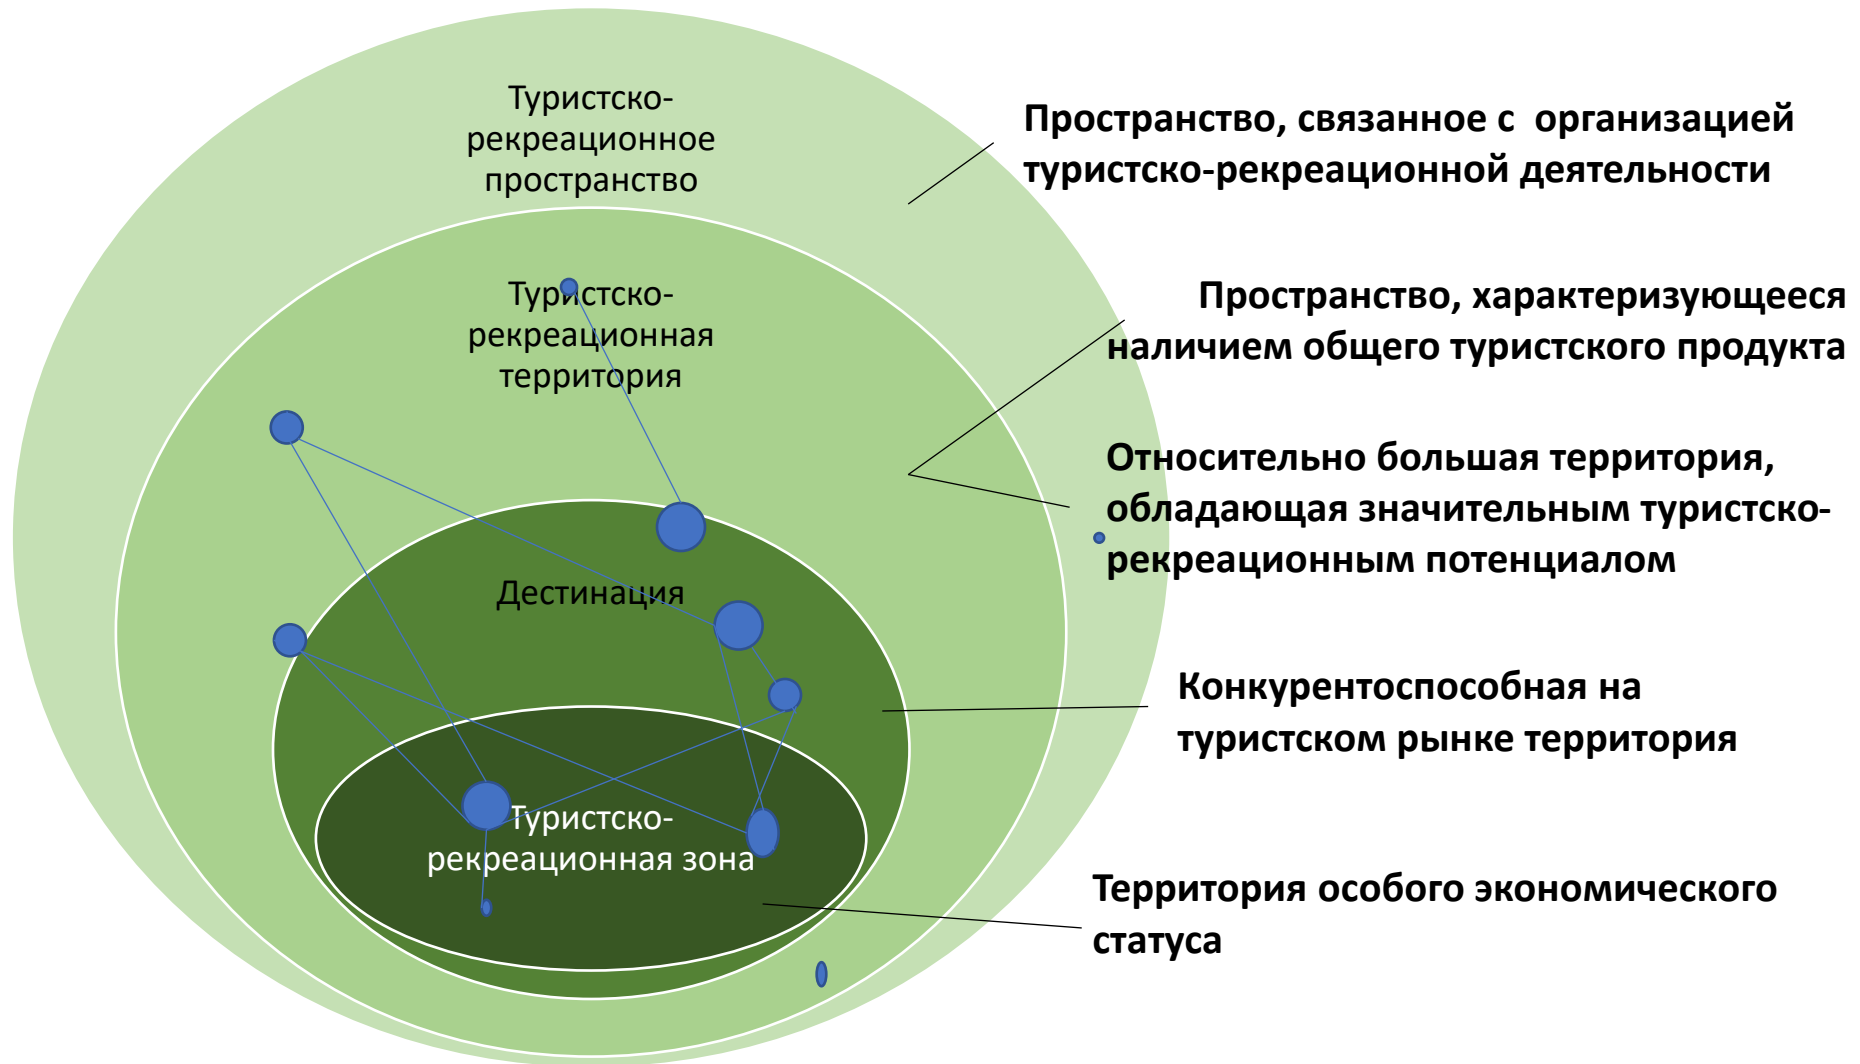 Туристско-
рекреационное
пространство
Пространство, связанное с  организацией
туристско-рекреационной деятельности
Туристско-
рекреационная
территория
Пространство, характеризующееся
наличием общего туристского продукта
Относительно большая территория,
обладающая значительным туристско-
рекреационным потенциалом
Дестинация
Конкурентоспособная на
туристском рынке территория
Туристско-
рекреационная зона
Территория особого экономического
статуса